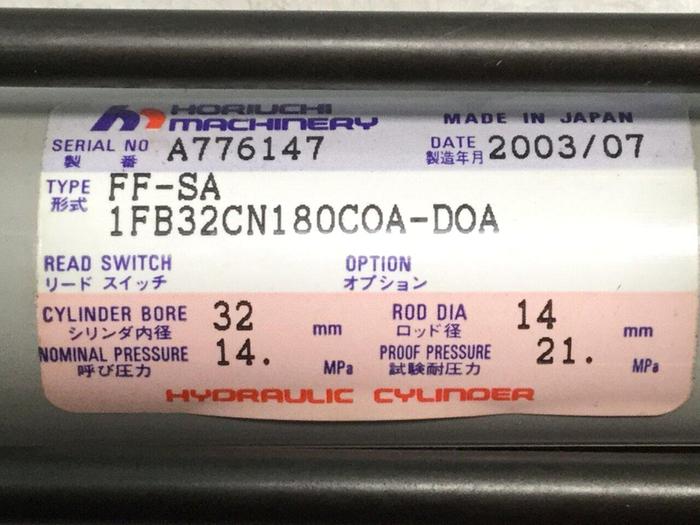 HORIUCHI
MACHINERY MADE IN JAPAN
SERIAL NO A776147 DATE 2003/07
製 番 製造年月
TYPE FF-SA
形式 1FB32CN180COA-DOA
READ SWITCH OPTION
リード スイッチ オプション
CYLINDER BORE 32 mm ROD DIA 14 mm
シリンダ内径 ロッド径
NOMINAL PRESSURE 14. MPa PROOF PRESSURE 21. MPa
呼び圧力 試験耐圧力
HYDRAULIC CYLINDER